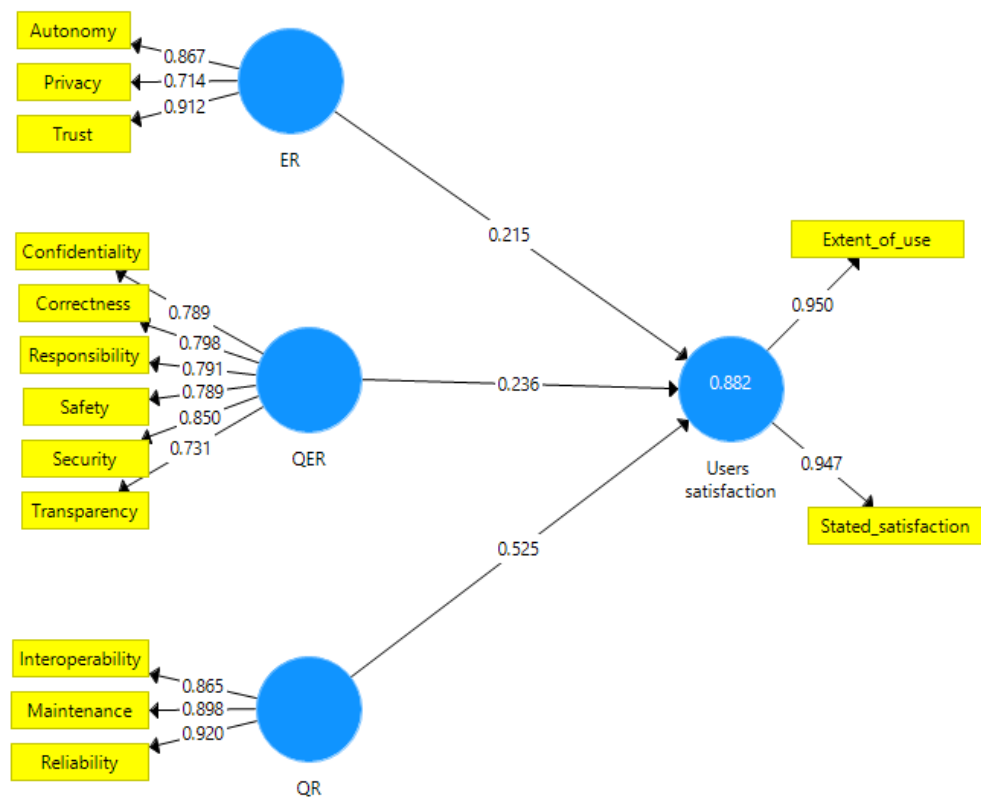 Autonomy
0.867
Privacy
0.714
Trust
0.912
ER
0.215
Confidentiality
0.789
Correctness
0.798
Responsibility
0.791
Safety
0.789
Security
0.850
Transparency
0.731
QER
0.236
Interoperability
0.865
Maintenance
0.898
Reliability
0.920
QR
0.525
0.882
Users
satisfaction
Extent_of_use
0.950
0.947
Stated_satisfaction